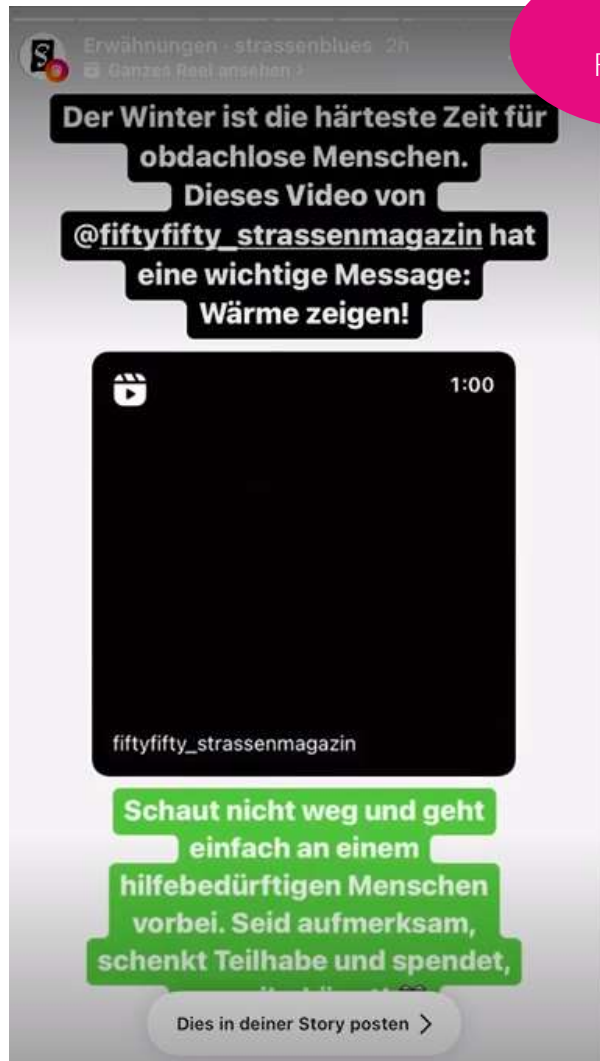 Erwähnungen · strassenblues 2h
Ganzes Reel ansehen >
Der Winter ist die härteste Zeit für
obdachlose Menschen.
Dieses Video von
@fiftyfifty_strassenmagazin hat
eine wichtige Message:
Wärme zeigen!
1:00
fiftyfifty_strassenmagazin
Schaut nicht weg und geht
einfach an einem
hilfebedürftigen Menschen
vorbei. Seid aufmerksam,
schenkt Teilhabe und spendet,
Dies in deiner Story posten >